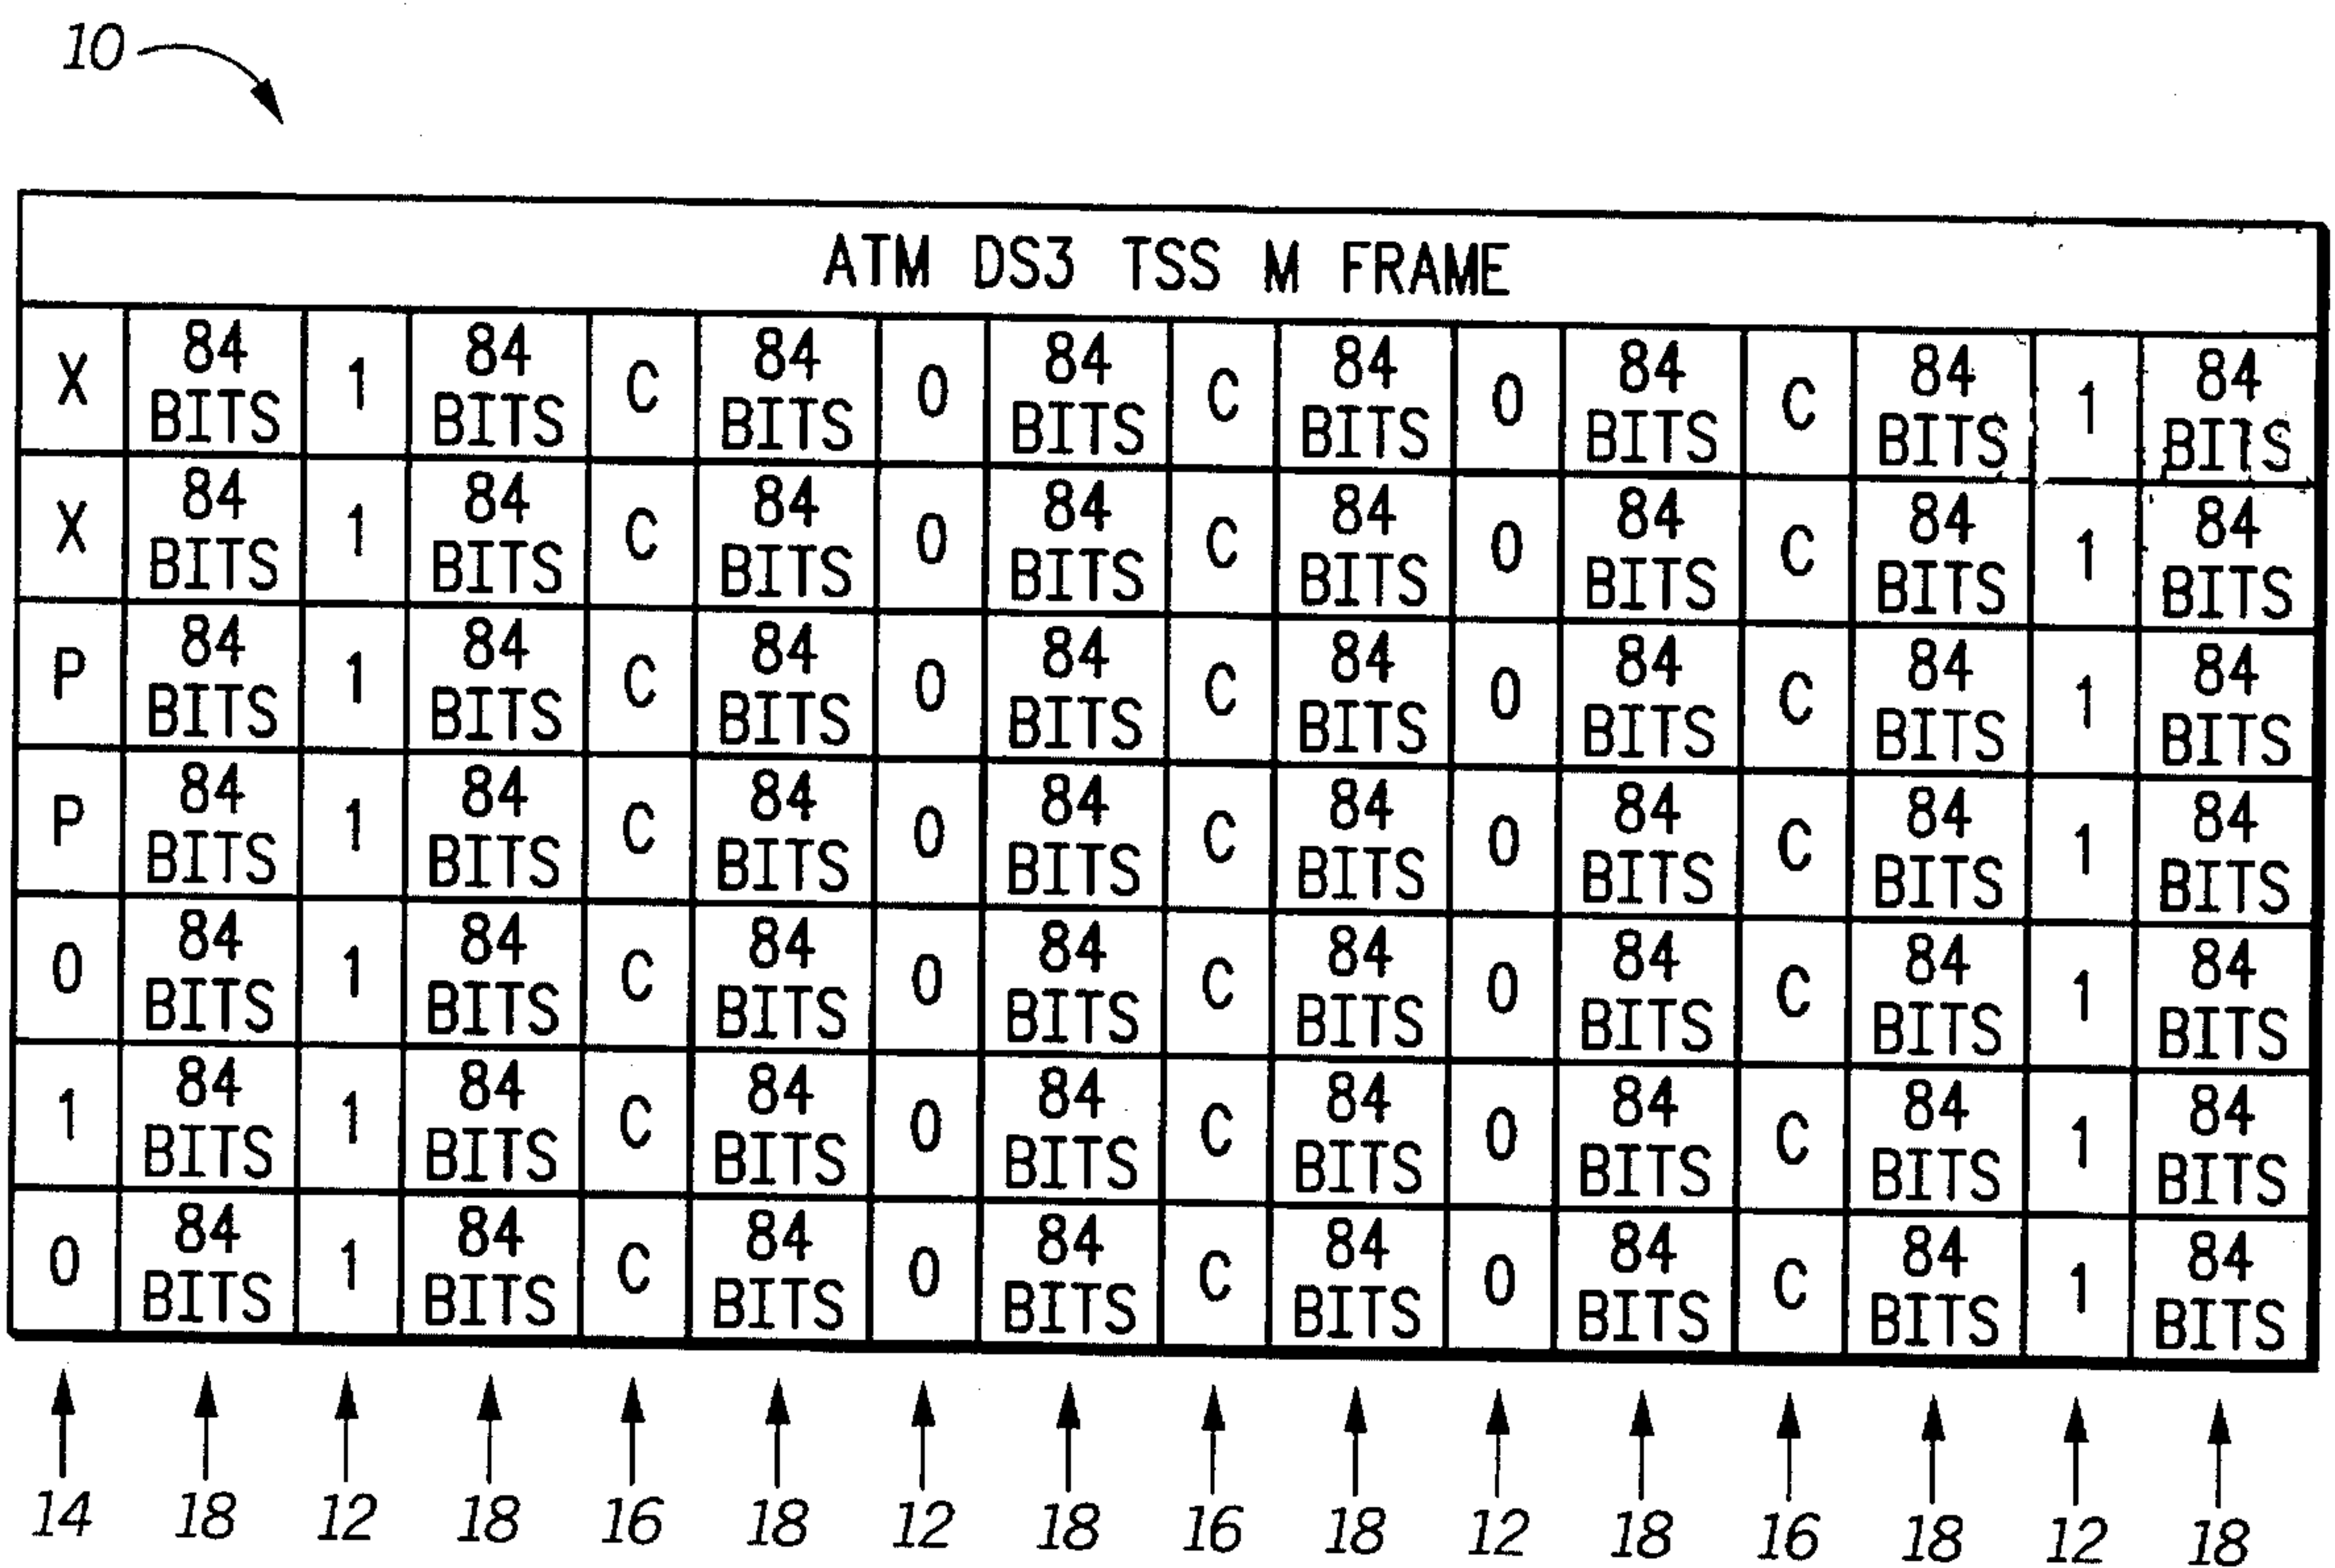 10
ATM DS3 TSS M FRAME
X 84 BITS 1 84 BITS C 84 BITS 0 84 BITS C 84 BITS 0 84 BITS C 84 BITS 1 84 BITS
X 84 BITS 1 84 BITS C 84 BITS 0 84 BITS C 84 BITS 0 84 BITS C 84 BITS 1 84 BITS
P 84 BITS 1 84 BITS C 84 BITS 0 84 BITS C 84 BITS 0 84 BITS C 84 BITS 1 84 BITS
P 84 BITS 1 84 BITS C 84 BITS 0 84 BITS C 84 BITS 0 84 BITS C 84 BITS 1 84 BITS
0 84 BITS 1 84 BITS C 84 BITS 0 84 BITS C 84 BITS 0 84 BITS C 84 BITS 1 84 BITS
1 84 BITS 1 84 BITS C 84 BITS 0 84 BITS C 84 BITS 0 84 BITS C 84 BITS 1 84 BITS
0 84 BITS 1 84 BITS C 84 BITS 0 84 BITS C 84 BITS 0 84 BITS C 84 BITS 1 84 BITS
14 18 12 18 16 18 12 18 16 18 12 18 16 18 12 18